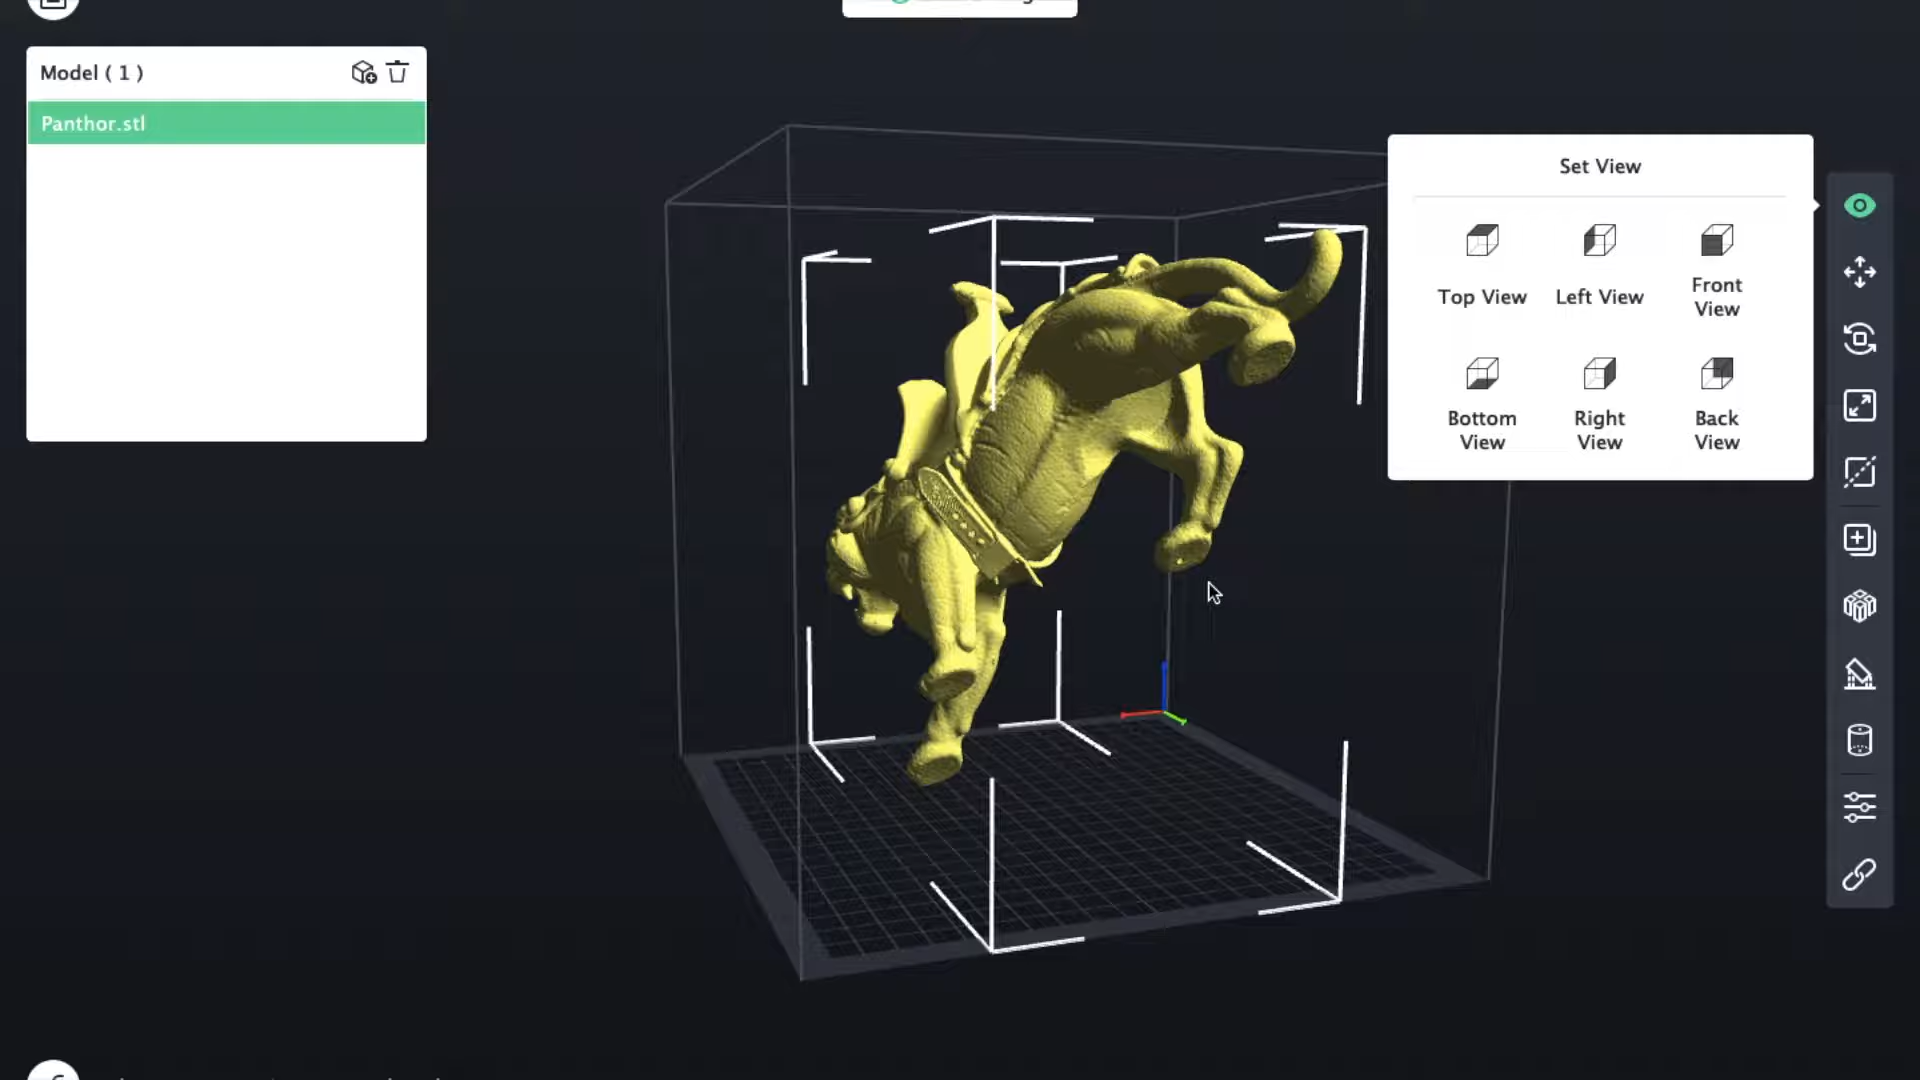 Model ( 1 )
Panthor.stl
Set View
Top View
Left View
Front
View
Bottom
View
Right
View
Back
View